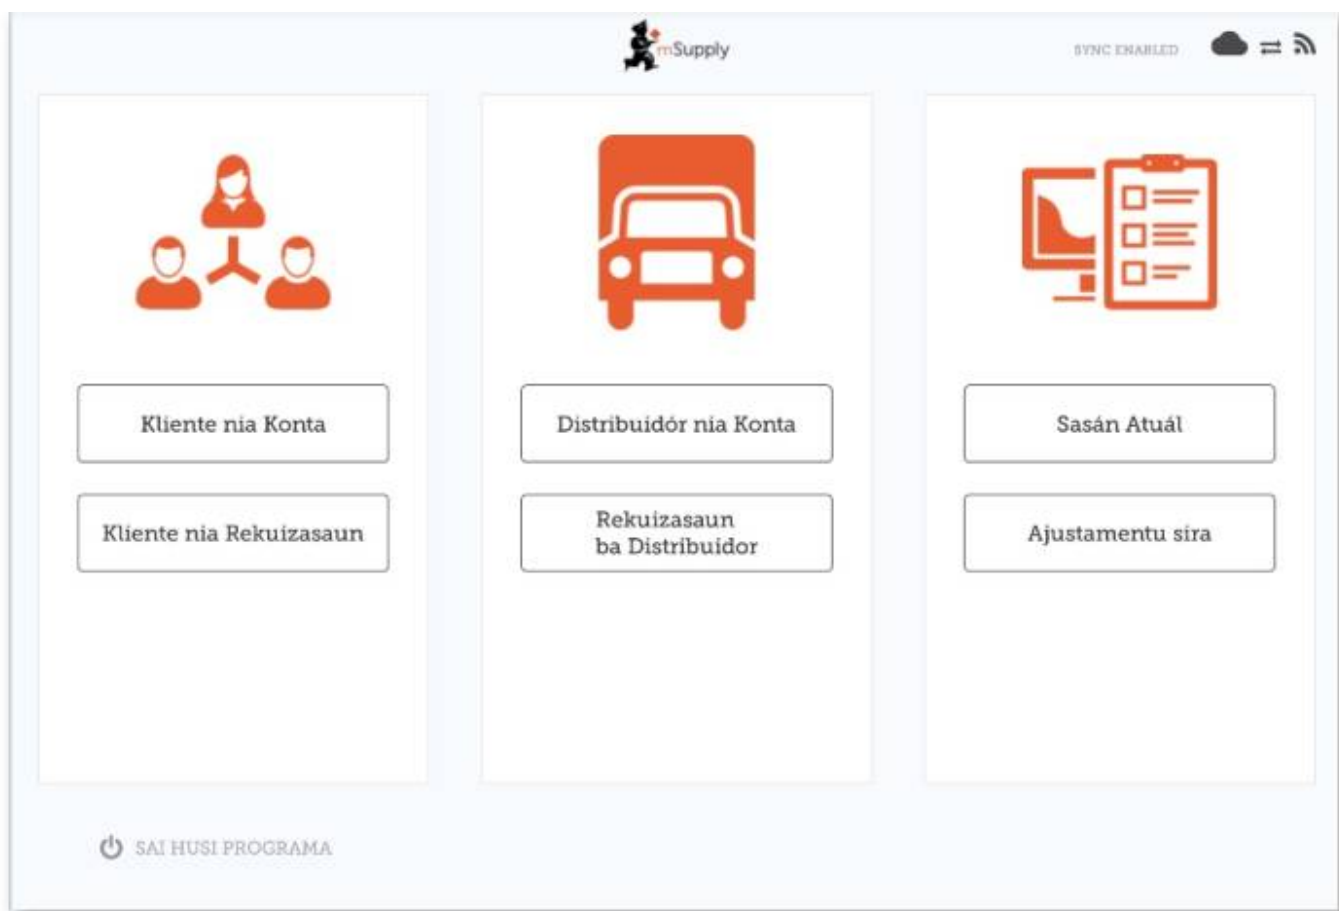 mSupply
SYNC ENABLED
Kliente nia Konta
Kliente nia Rekuizasaun
Distribuidór nia Konta
Rekuizasaun
ba Distribuidor
Sasán Atuál
Ajustamentu sira
SAI HUSI PROGRAMA